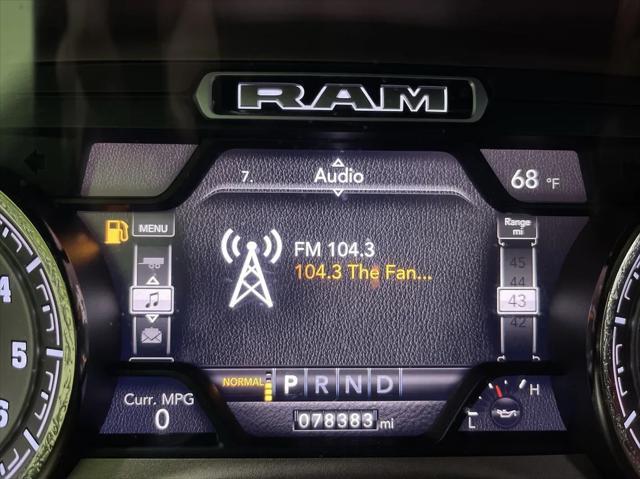 RAM
7. Audio
68 °F
MENU
Range
mi
45
44
43
42
FM 104.3
104.3 The Fan...
NORMAL P R N D
Curr. MPG
0
078383 mi
L H
4
5
6